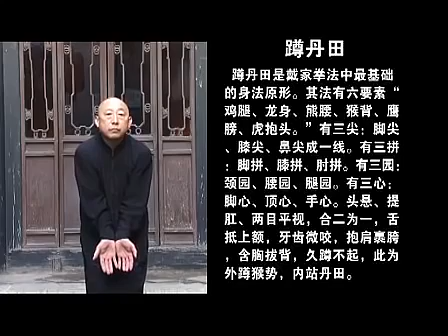 蹲丹田
蹲丹田是戴家拳法中最基础
的身法原形。其法有六要素“
鸡腿、龙身、熊腰、猴背、鹰
膀、虎抱头。”有三尖：脚尖
、膝尖、鼻尖成一线。有三拼
：脚拼、膝拼、肘拼。有三园：
颈园、腰园、腿园。有三心：
脚心、顶心、手心。头悬、提
肛、两目平视，合二为一，舌
抵上额，牙齿微咬，抱肩裹胯
，含胸拔背，久蹲不起，此为
外蹲猴势，内站丹田。